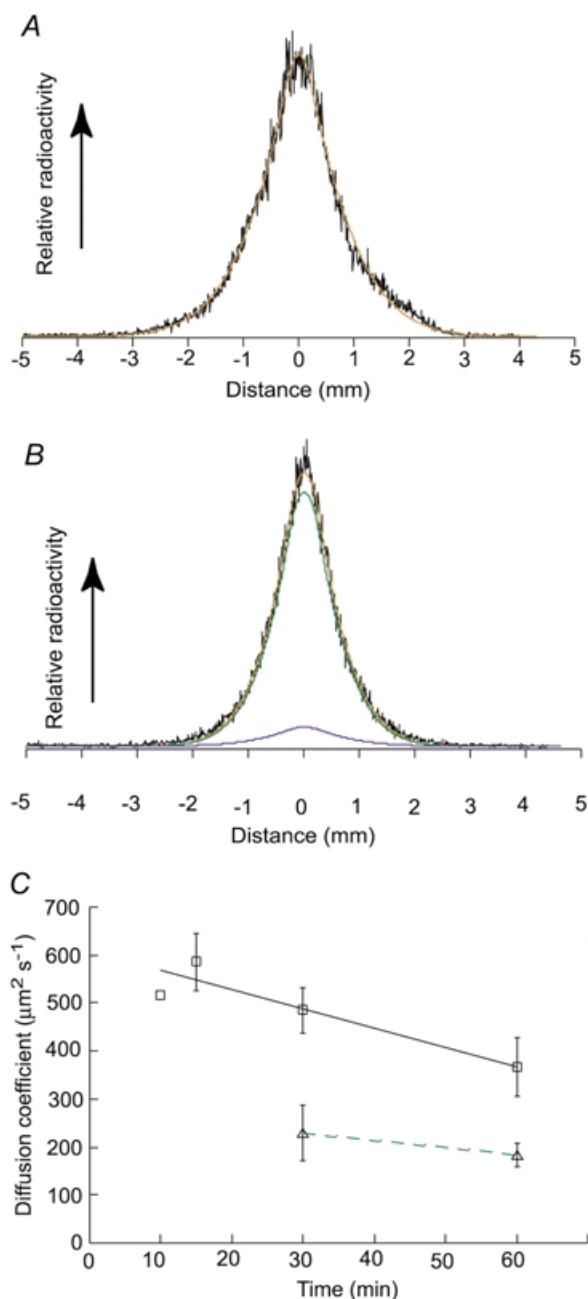 A
Relative radioactivity
-5 -4 -3 -2 -1 0 1 2 3 4 5
Distance (mm)
B
Relative radioactivity
-5 -4 -3 -2 -1 0 1 2 3 4 5
Distance (mm)
C
Diffusion coefficient (µm² s⁻¹)
700
600
500
400
300
200
100
0
0 10 20 30 40 50 60
Time (min)